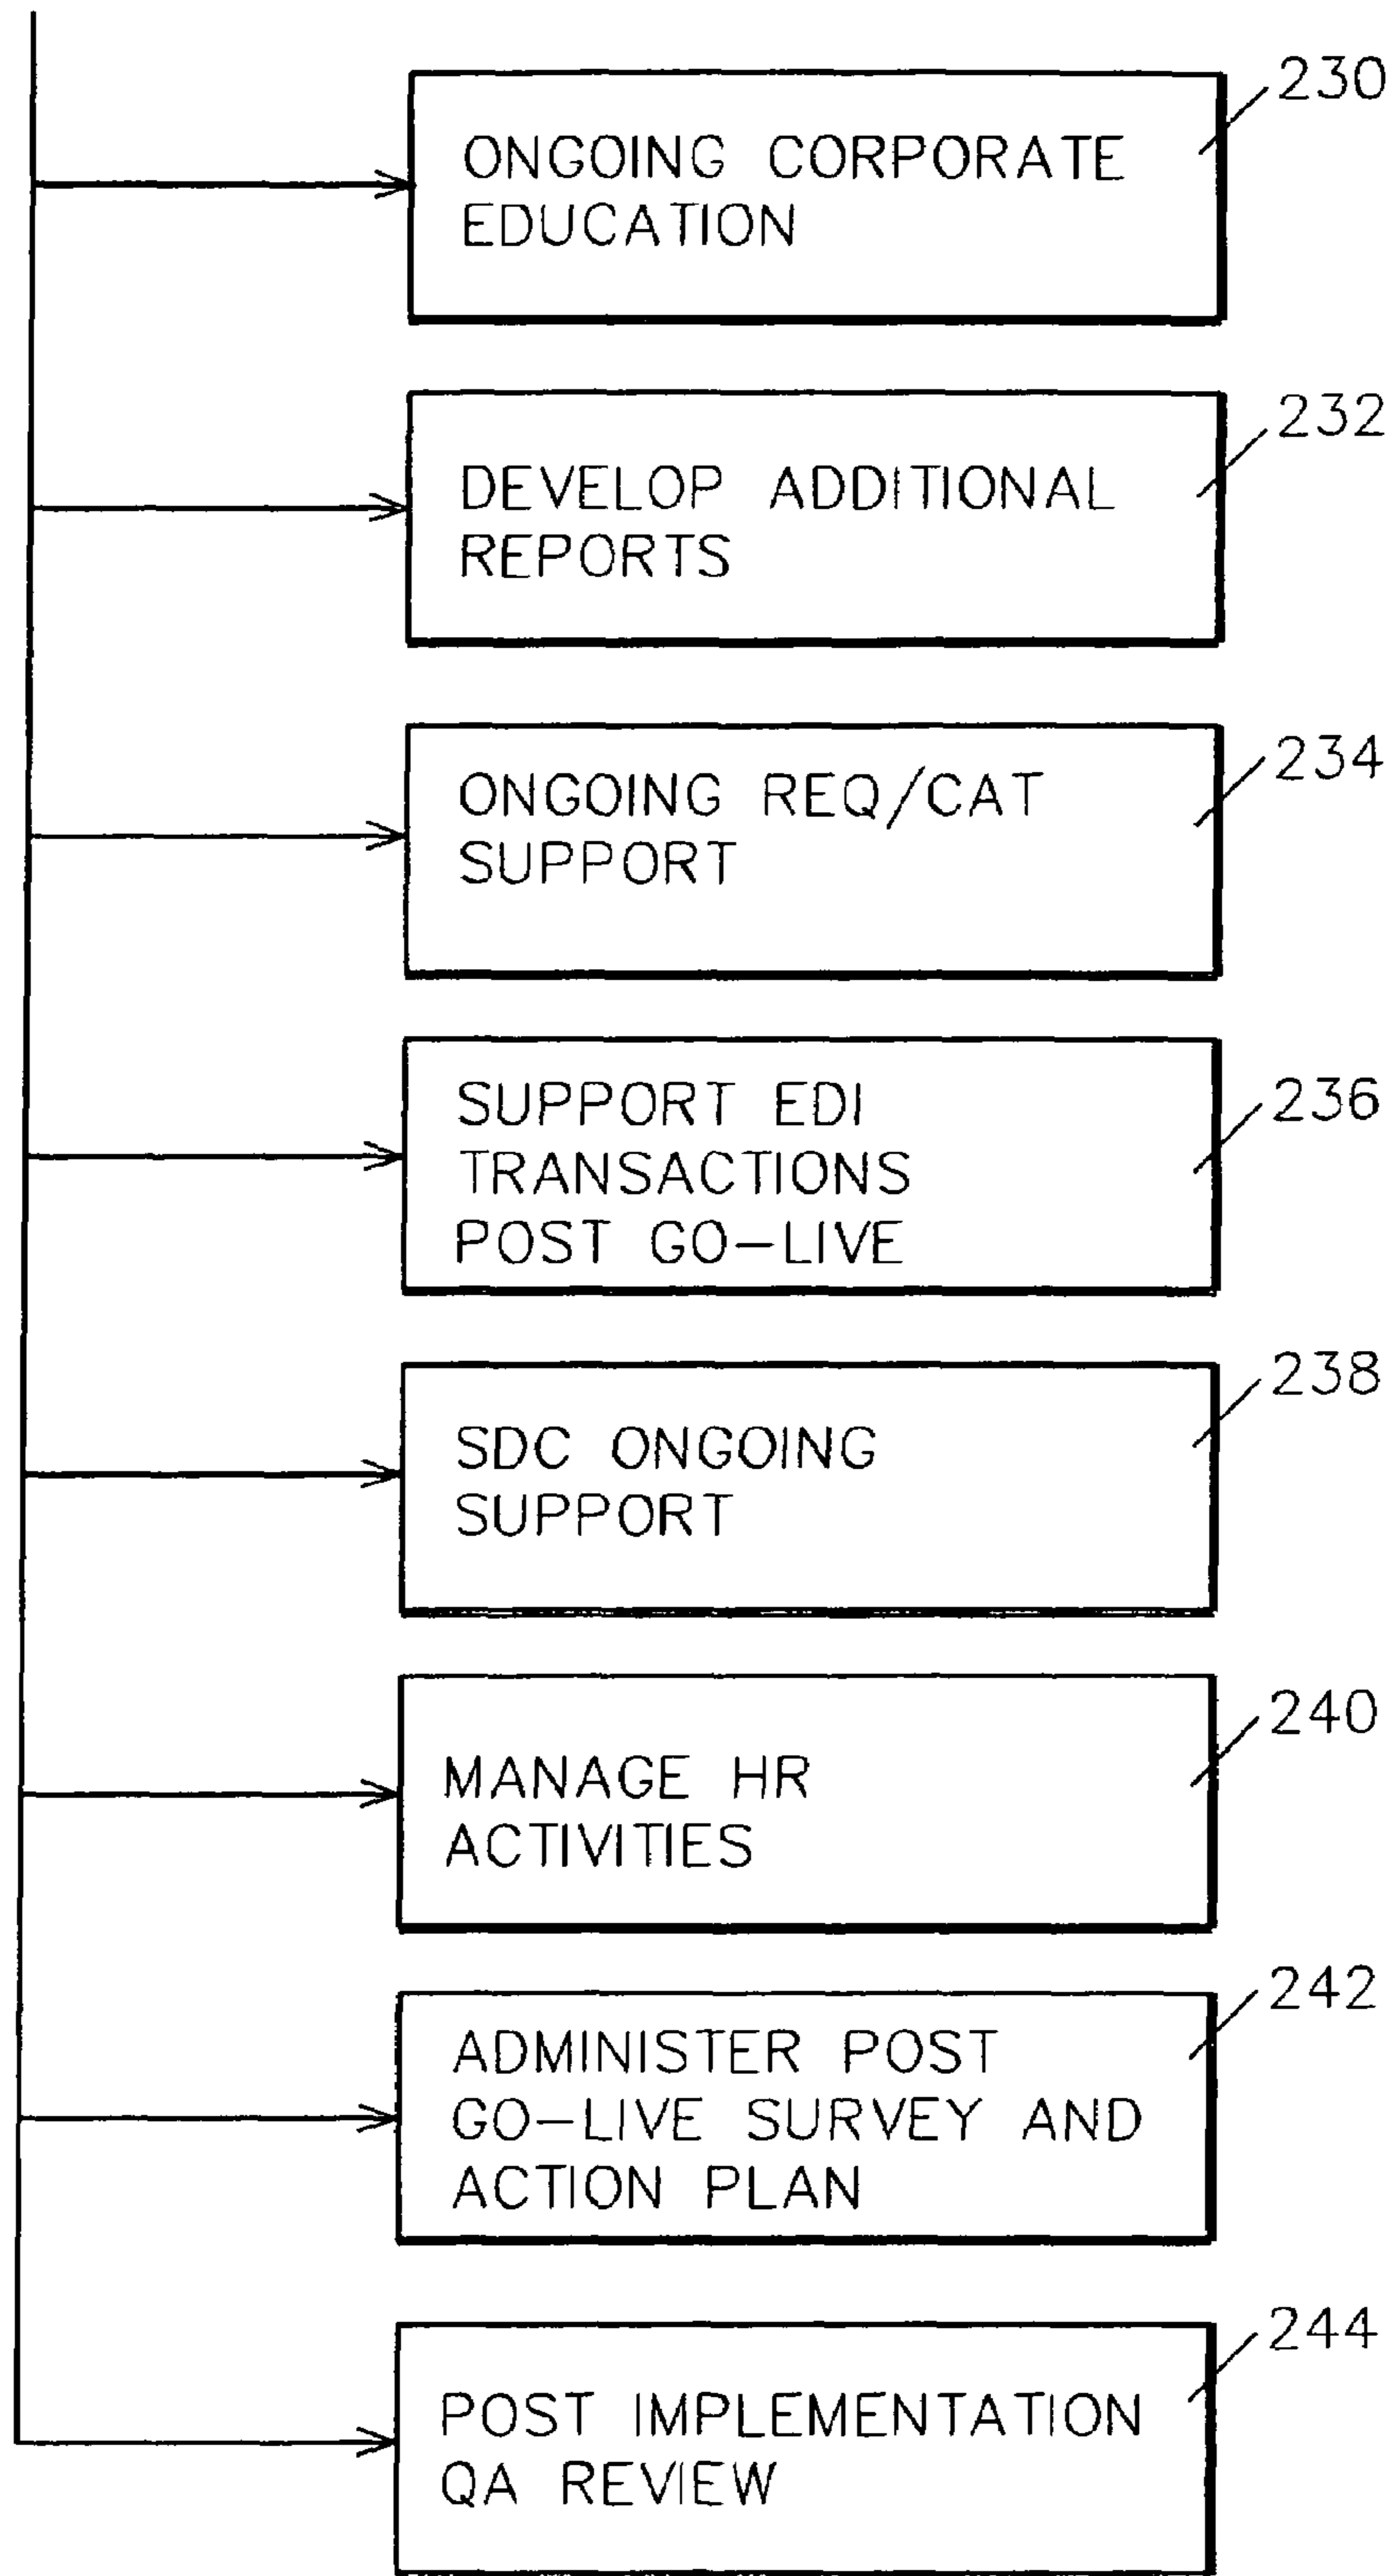 230
ONGOING CORPORATE
EDUCATION
232
DEVELOP ADDITIONAL
REPORTS
234
ONGOING REQ/CAT
SUPPORT
236
SUPPORT EDI
TRANSACTIONS
POST GO-LIVE
238
SDC ONGOING
SUPPORT
240
MANAGE HR
ACTIVITIES
242
ADMINISTER POST
GO-LIVE SURVEY AND
ACTION PLAN
244
POST IMPLEMENTATION
QA REVIEW